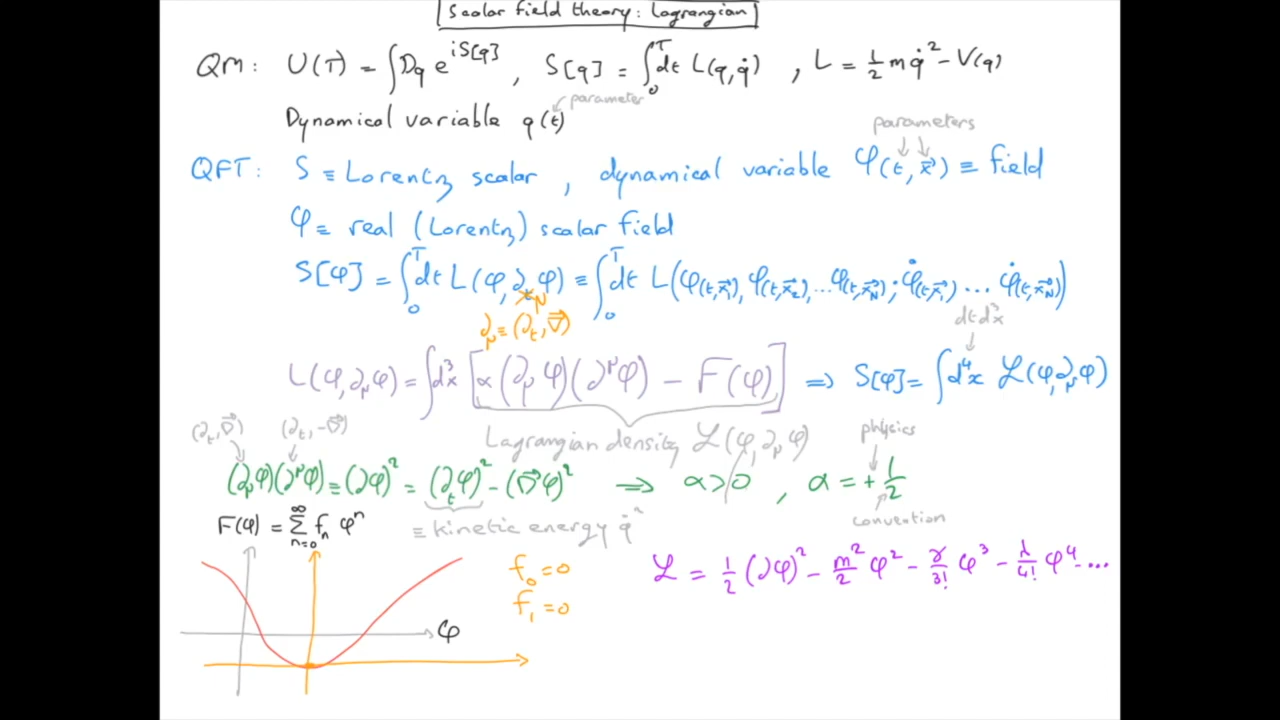 Scalar field theory: Lagrangian
QM: U(T) = ∫Dq e^{iS[q]} , S[q] = ∫_0^T dt L(q, q̇) , L = 1/2 m q̇² − V(q)
parameter
Dynamical variable q(t)
parameters
QFT: S ≡ Lorentz scalar , dynamical variable φ(t, x⃗) ≡ field
φ ≡ real (Lorentz) scalar field
S[φ] = ∫_0^T dt L(φ, ∂_μ φ) ≡ ∫_0^T dt L(φ(t,x⃗_1), φ(t,x⃗_2), ... φ(t,x⃗_N); φ̇(t,x⃗_1) ... φ̇(t,x⃗_N))
∂_μ ≡ (∂_t, ∇⃗)
dt d³x
L(φ, ∂_μ φ) = ∫d³x [α (∂_μ φ)(∂^μ φ) − F(φ)] ⇒ S[φ] = ∫d⁴x ℒ(φ, ∂_μ φ)
(∂_t, ∇⃗) (∂_t, −∇⃗) Lagrangian density ℒ(φ, ∂_μ φ) physics
(∂_μ φ)(∂^μ φ) ≡ (∂φ)² = (∂_t φ)² − (∇⃗φ)² ⇒ α > 0 , α = + 1/2
F(φ) = Σ_{n=0}^∞ f_n φ^n ≡ kinetic energy q̇² convention
f_0 = 0 ℒ = 1/2 (∂φ)² − m²/2 φ² − γ/3! φ³ − λ/4! φ⁴ − ...
f_1 = 0
φ